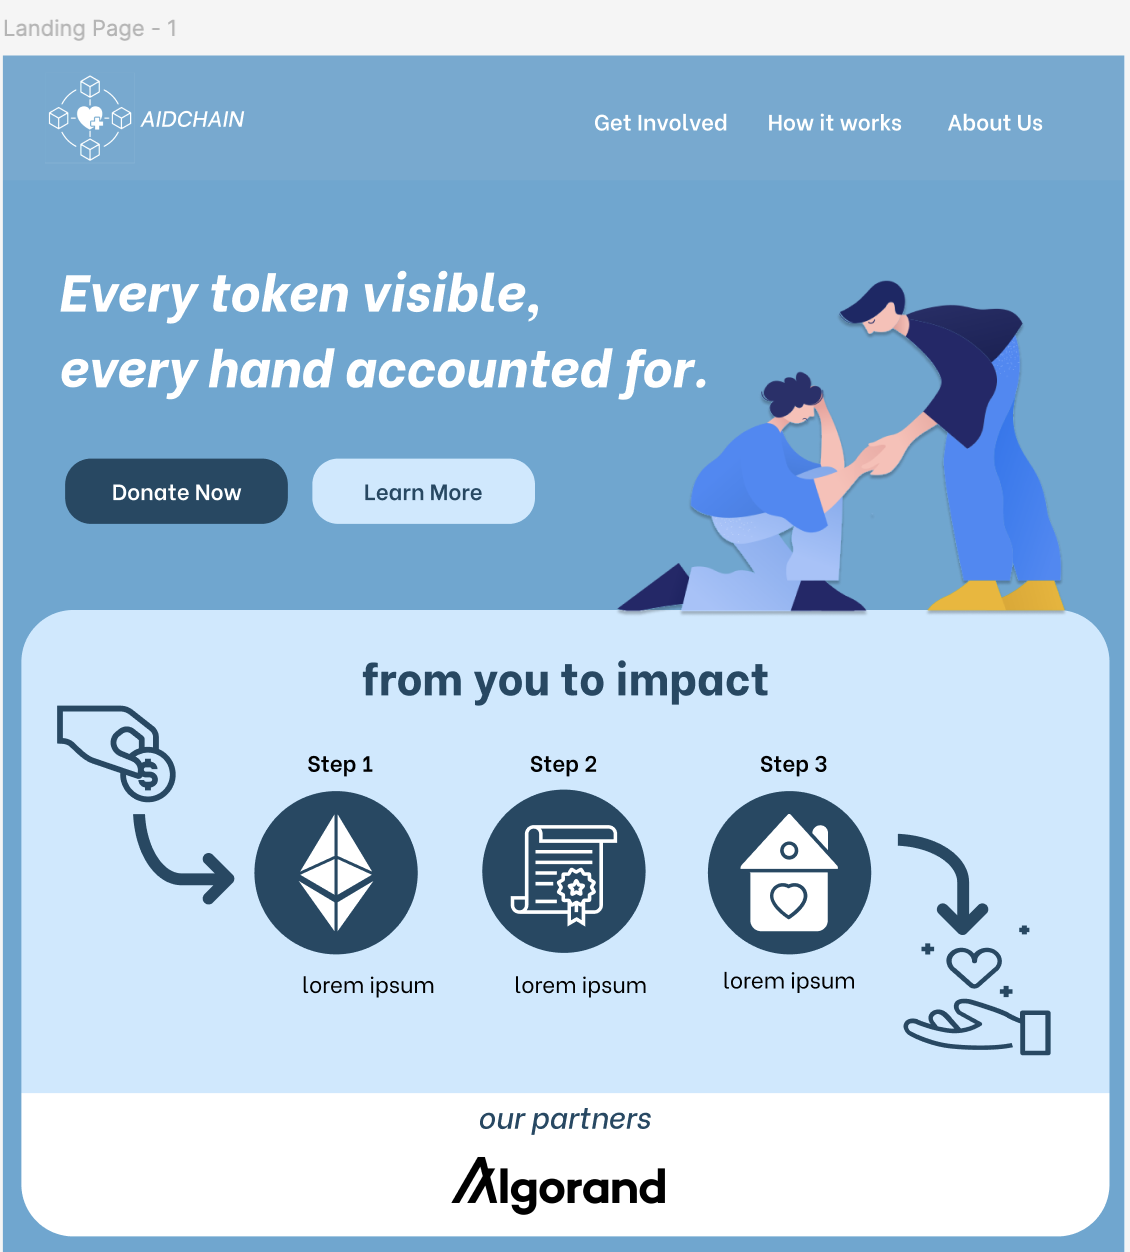 Landing Page - 1
AIDCHAIN
Get Involved
How it works
About Us
Every token visible,
every hand accounted for.
Donate Now
Learn More
from you to impact
Step 1
Step 2
Step 3
$
lorem ipsum
lorem ipsum
lorem ipsum
our partners
Algorand